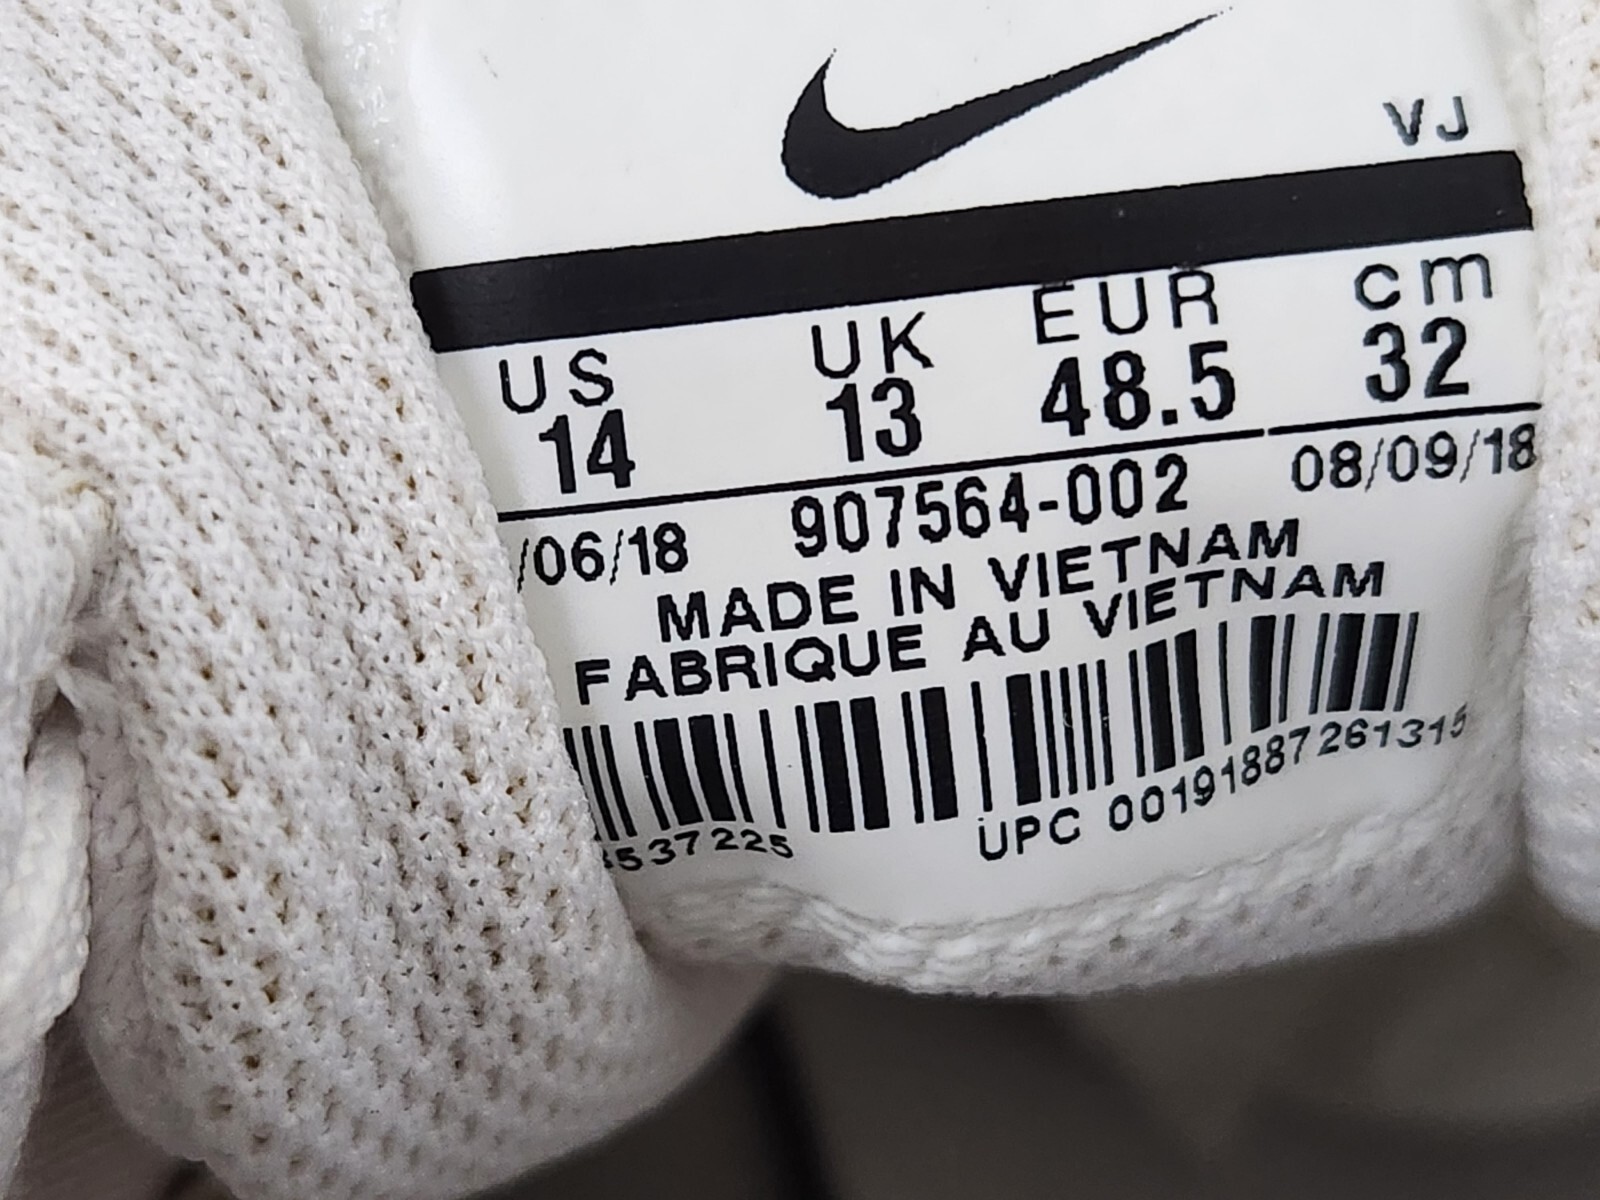 VJ
US UK EUR cm
14 13 48.5 32
/06/18 907564-002 08/09/18
MADE IN VIETNAM
FABRIQUE AU VIETNAM
537225 UPC 00191887261315